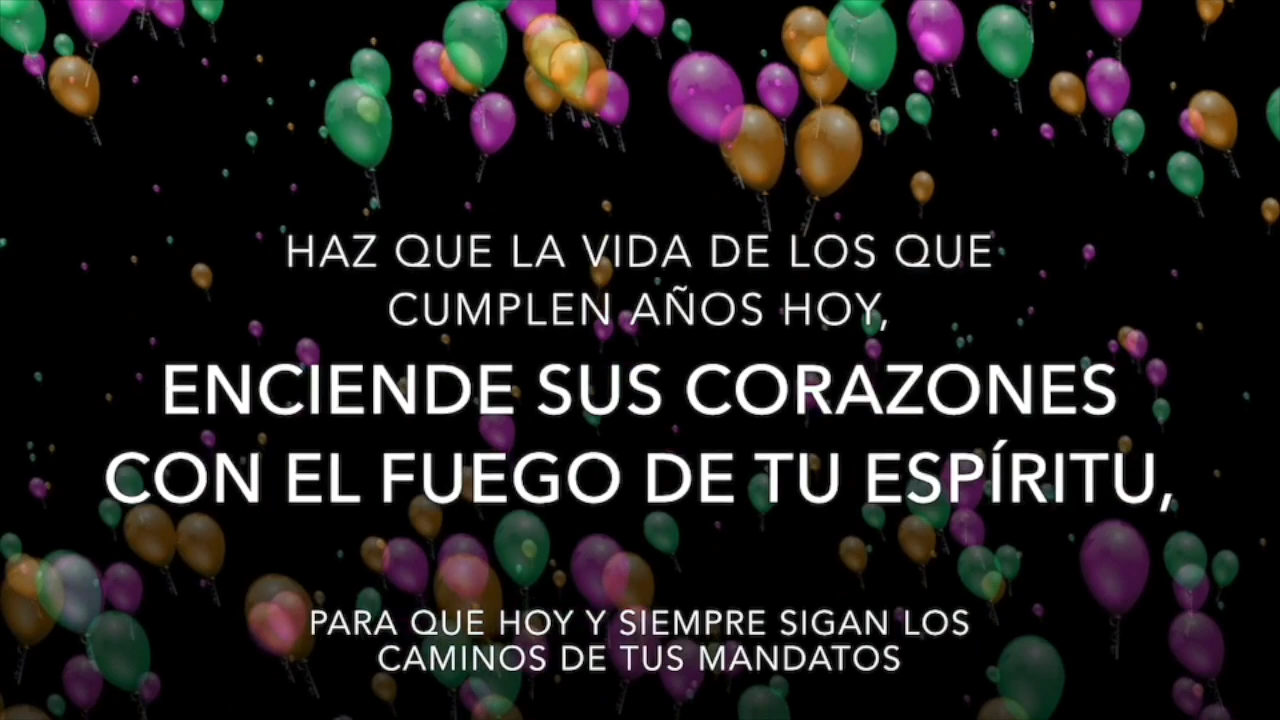 HAZ QUE LA VIDA DE LOS QUE
CUMPLEN AÑOS HOY,
ENCIENDE SUS CORAZONES
CON EL FUEGO DE TU ESPÍRITU,
PARA QUE HOY Y SIEMPRE SIGAN LOS
CAMINOS DE TUS MANDATOS